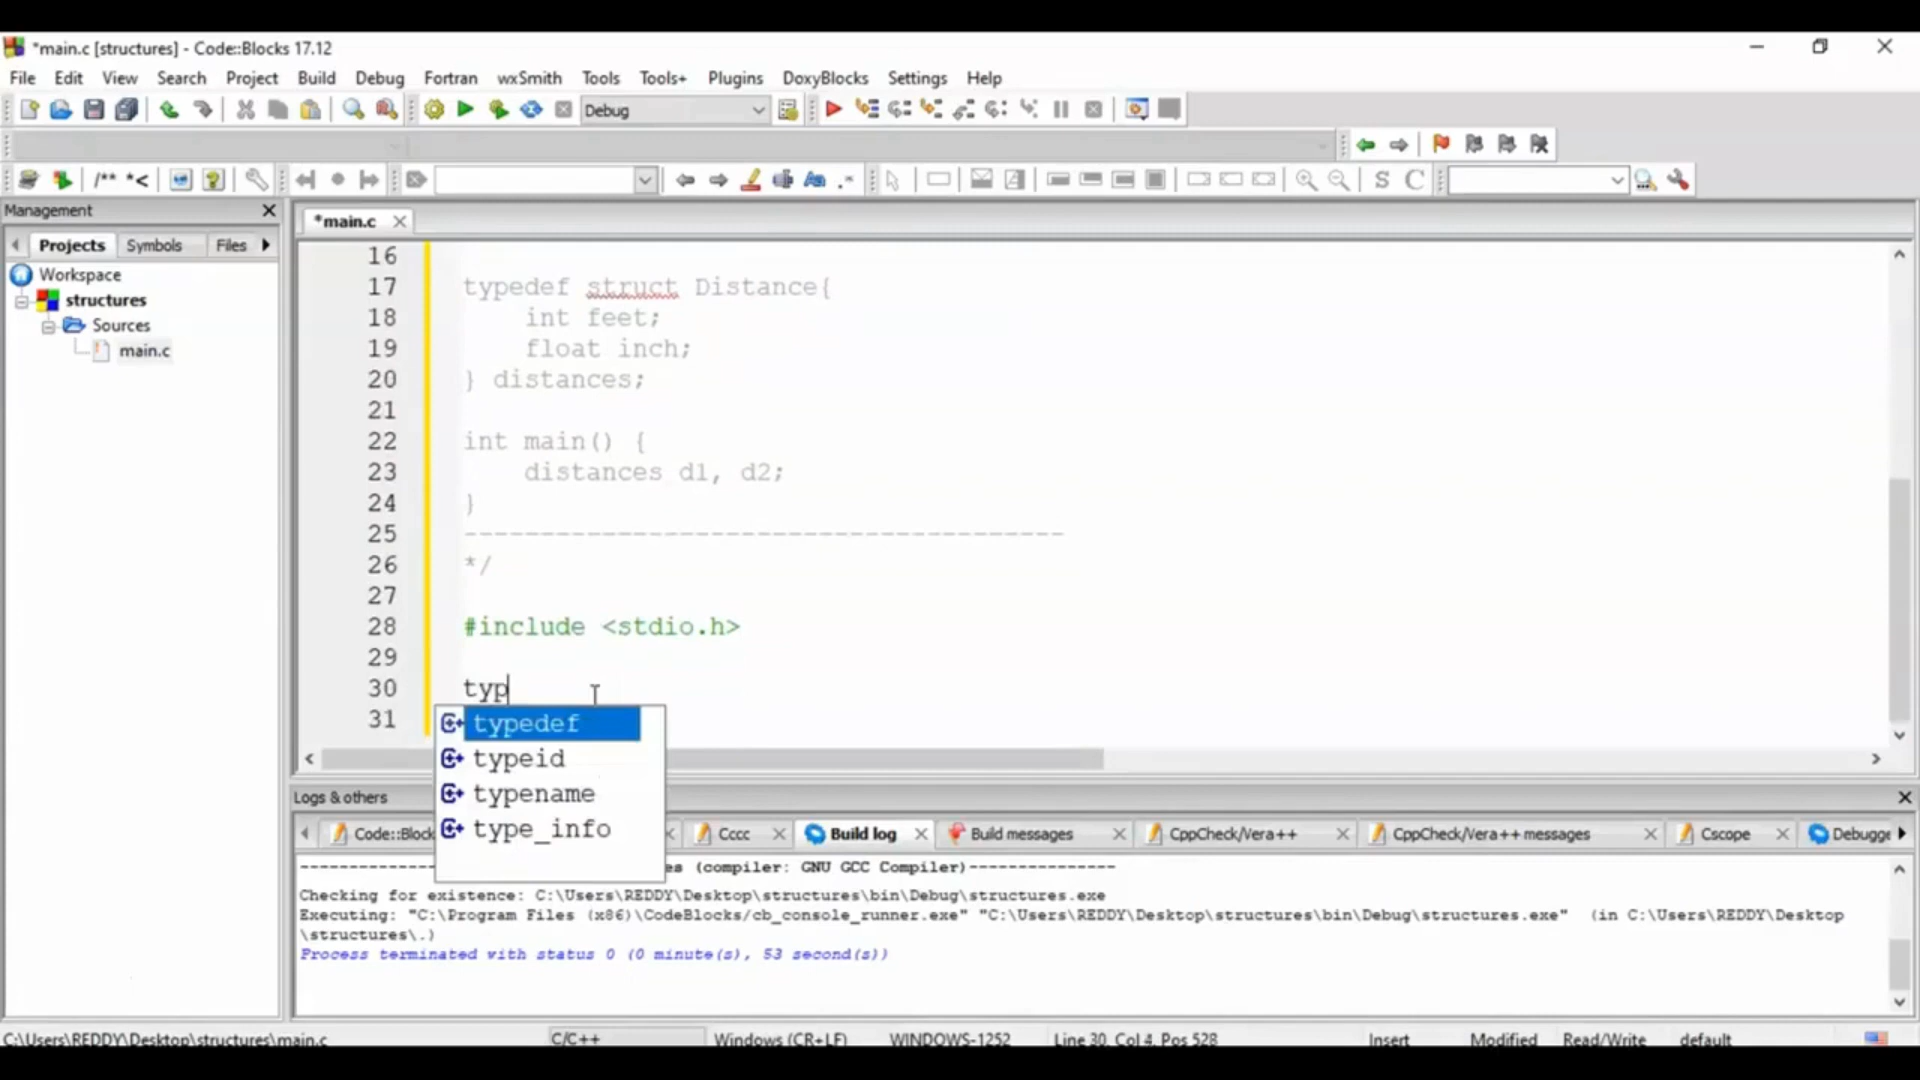 *main.c [structures] - Code::Blocks 17.12
File Edit View Search Project Build Debug Fortran wxSmith Tools Tools+ Plugins DoxyBlocks Settings Help
Debug
/** *<
S C
Management
Projects Symbols Files
Workspace
structures
Sources
main.c
*main.c
16
17 typedef struct Distance{
18 int feet;
19 float inch;
20 } distances;
21
22 int main() {
23 distances d1, d2;
24 }
25 ---------------------------------------
26 */
27
28 #include <stdio.h>
29
30 typ
31
typedef
typeid
typename
type_info
Logs & others
Code::Block Cccc Build log Build messages CppCheck/Vera++ CppCheck/Vera++ messages Cscope Debugge
es (compiler: GNU GCC Compiler)---------------
Checking for existence: C:\Users\REDDY\Desktop\structures\bin\Debug\structures.exe
Executing: "C:\Program Files (x86)\CodeBlocks/cb_console_runner.exe" "C:\Users\REDDY\Desktop\structures\bin\Debug\structures.exe" (in C:\Users\REDDY\Desktop
\structures\.)
Process terminated with status 0 (0 minute(s), 53 second(s))
C:\Users\REDDY\Desktop\structures\main.c C/C++ Windows (CR+LF) WINDOWS-1252 Line 30, Col 4, Pos 528 Insert Modified Read/Write default